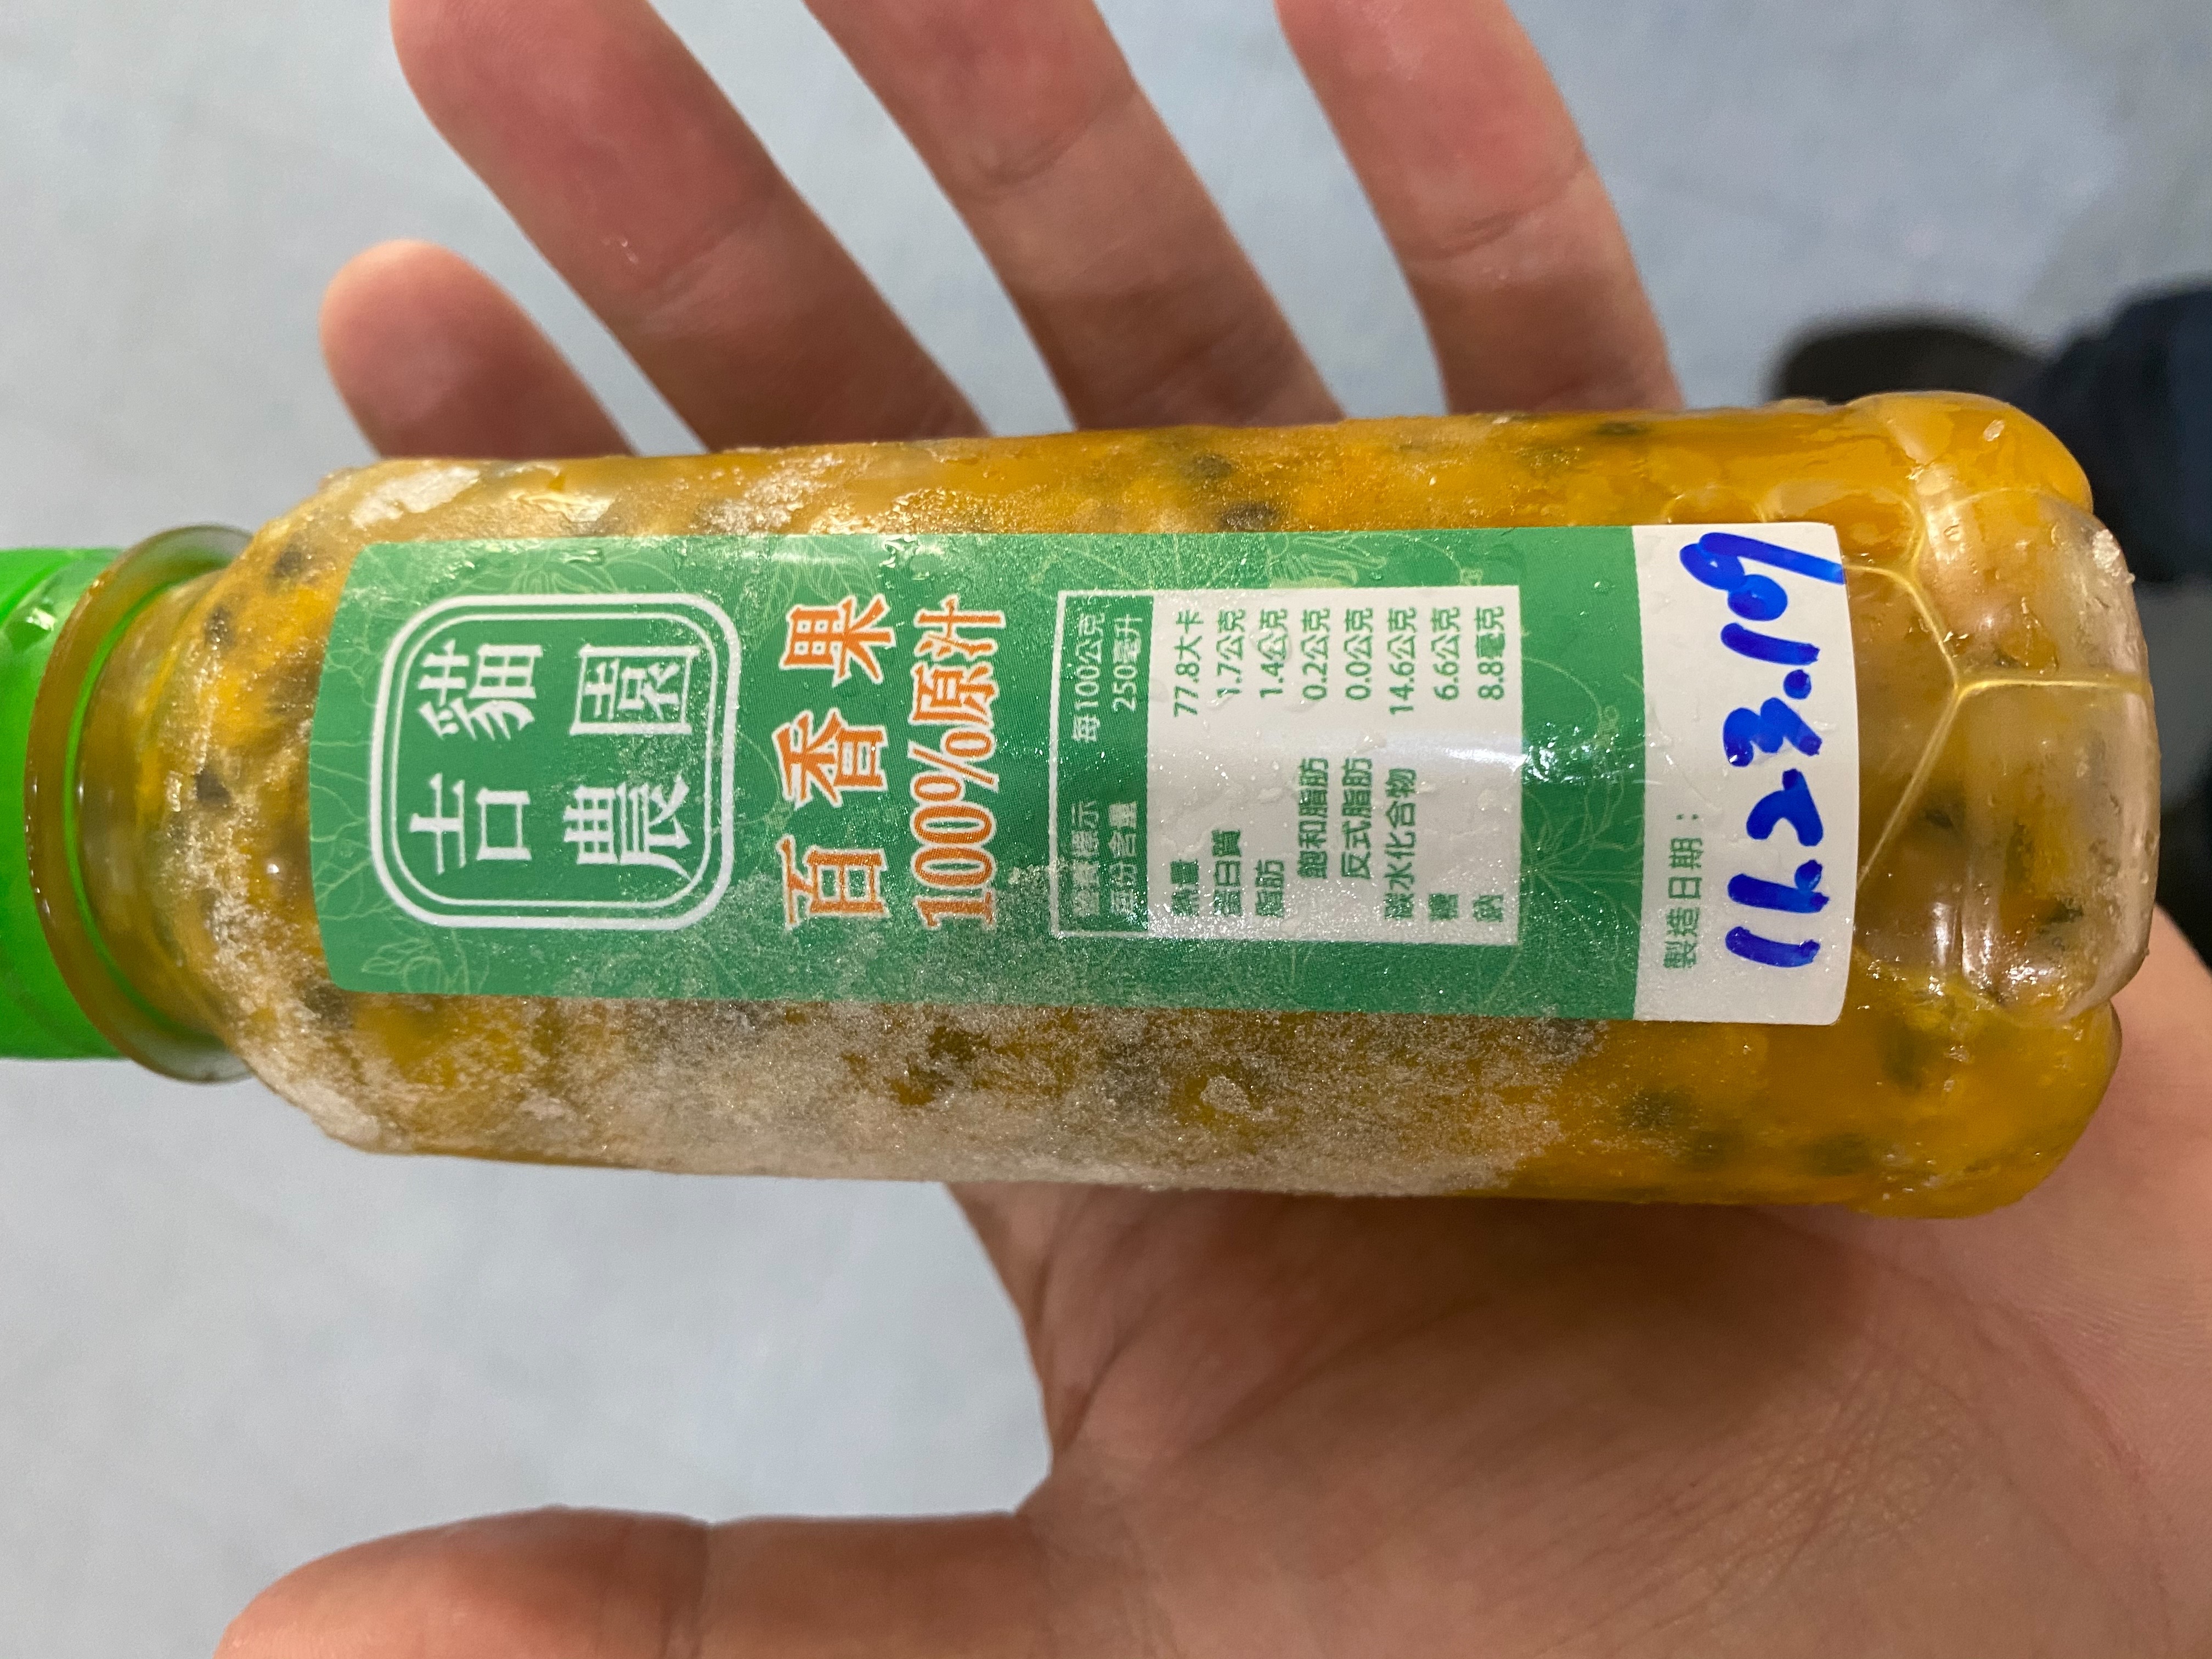 吉貓
農園
百香果
100%原汁
營養標示 每100公克
每份含量 250毫升
熱量 77.8大卡
蛋白質 1.7公克
脂肪 1.4公克
飽和脂肪 0.2公克
反式脂肪 0.0公克
碳水化合物 14.6公克
糖 6.6公克
鈉 8.8毫克
製造日期：
112.3.19